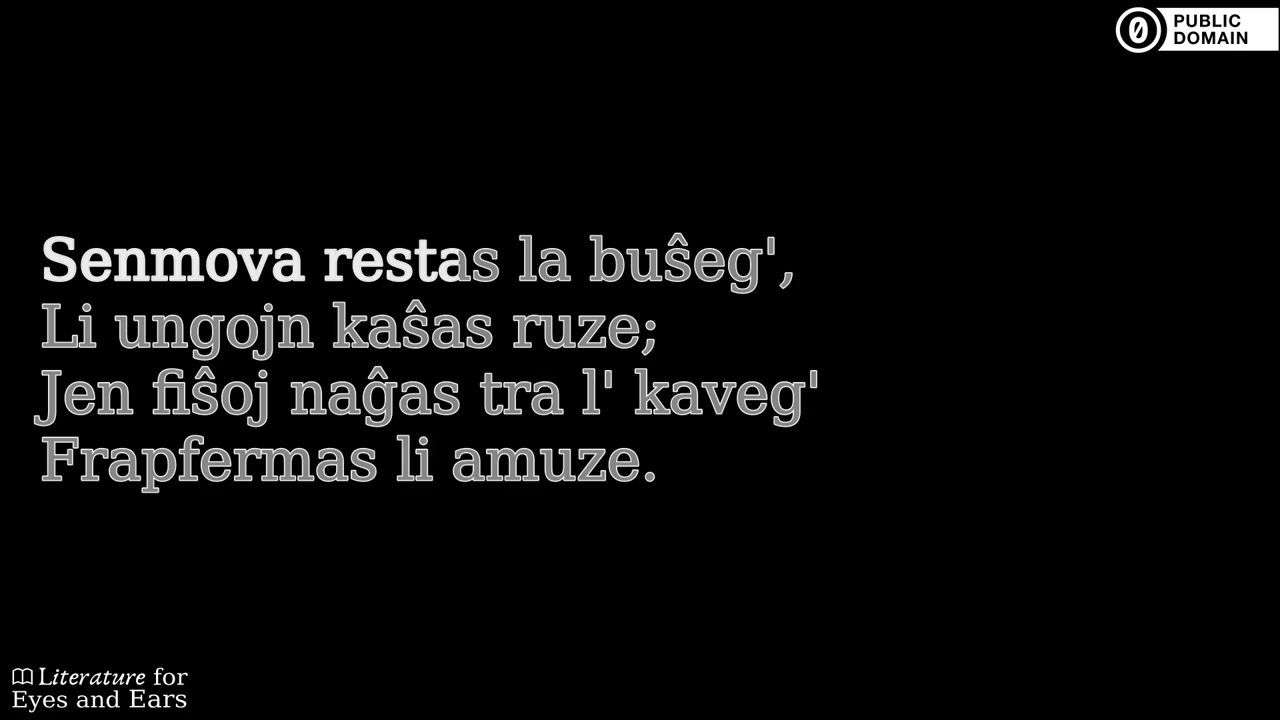 PUBLIC
DOMAIN
Senmova restas la buŝeg',
Li ungojn kaŝas ruze;
Jen fiŝoj naĝas tra l' kaveg'
Frapfermas li amuze.
Literature for
Eyes and Ears